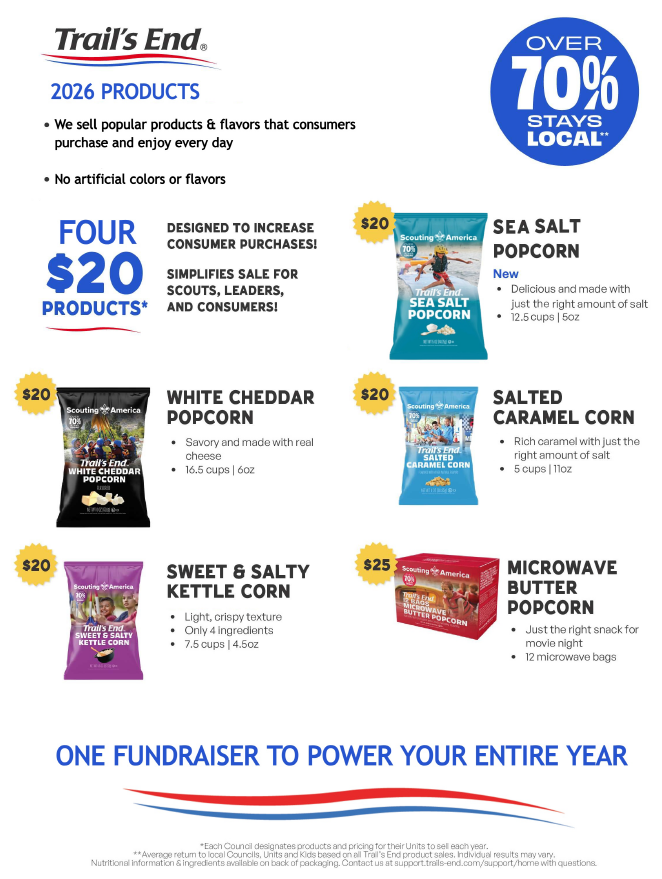 Trail's End®
2026 PRODUCTS
• We sell popular products & flavors that consumers
purchase and enjoy every day
• No artificial colors or flavors
OVER
70%
STAYS
LOCAL**
FOUR
$20
PRODUCTS*
DESIGNED TO INCREASE
CONSUMER PURCHASES!
SIMPLIFIES SALE FOR
SCOUTS, LEADERS,
AND CONSUMERS!
$20
Scouting America
70%
Trail's End
SEA SALT
POPCORN
SEA SALT
POPCORN
New
• Delicious and made with
just the right amount of salt
• 12.5 cups | 5oz
$20
Scouting America
70%
Trail's End
WHITE CHEDDAR
POPCORN
WHITE CHEDDAR
POPCORN
• Savory and made with real
cheese
• 16.5 cups | 6oz
$20
Scouting America
70%
Trail's End
SALTED
CARAMEL CORN
SALTED
CARAMEL CORN
• Rich caramel with just the
right amount of salt
• 5 cups | 11oz
$20
Scouting America
70%
Trail's End
SWEET & SALTY
KETTLE CORN
SWEET & SALTY
KETTLE CORN
• Light, crispy texture
• Only 4 ingredients
• 7.5 cups | 4.5oz
$25
Scouting America
70%
Trail's End
12 BAGS
MICROWAVE
BUTTER POPCORN
MICROWAVE
BUTTER
POPCORN
• Just the right snack for
movie night
• 12 microwave bags
ONE FUNDRAISER TO POWER YOUR ENTIRE YEAR
*Each Council designates products and pricing for their Units to sell each year.
**Average return to local Councils, Units and Kids based on all Trail's End product sales. Individual results may vary.
Nutritional information & ingredients available on back of packaging. Contact us at support.trails-end.com/support/home with questions.